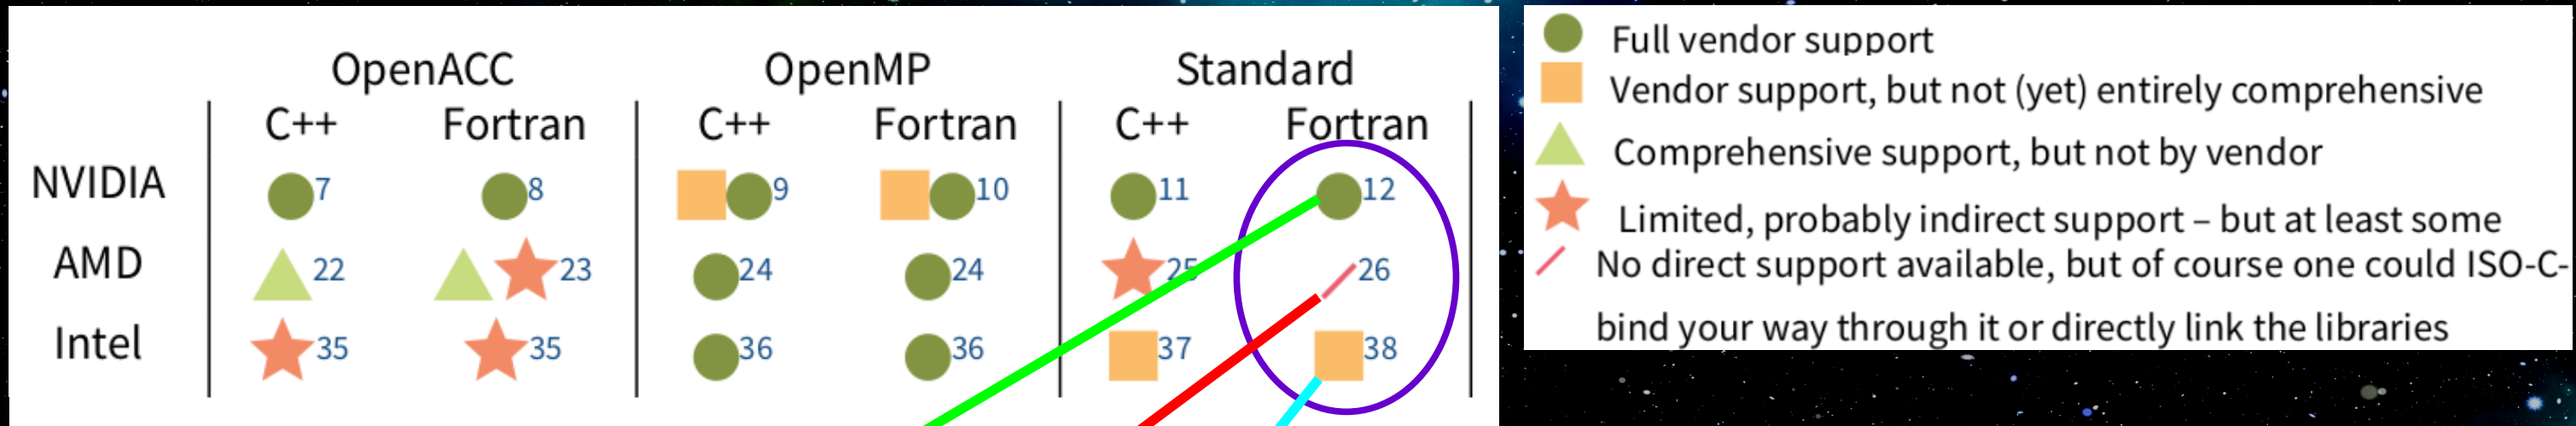 OpenACC OpenMP Standard
C++ Fortran C++ Fortran C++ Fortran
NVIDIA 7 8 9 10 11 12
AMD 22 23 24 24 25 26
Intel 35 35 36 36 37 38
Full vendor support
Vendor support, but not (yet) entirely comprehensive
Comprehensive support, but not by vendor
Limited, probably indirect support – but at least some
No direct support available, but of course one could ISO-C-
bind your way through it or directly link the libraries